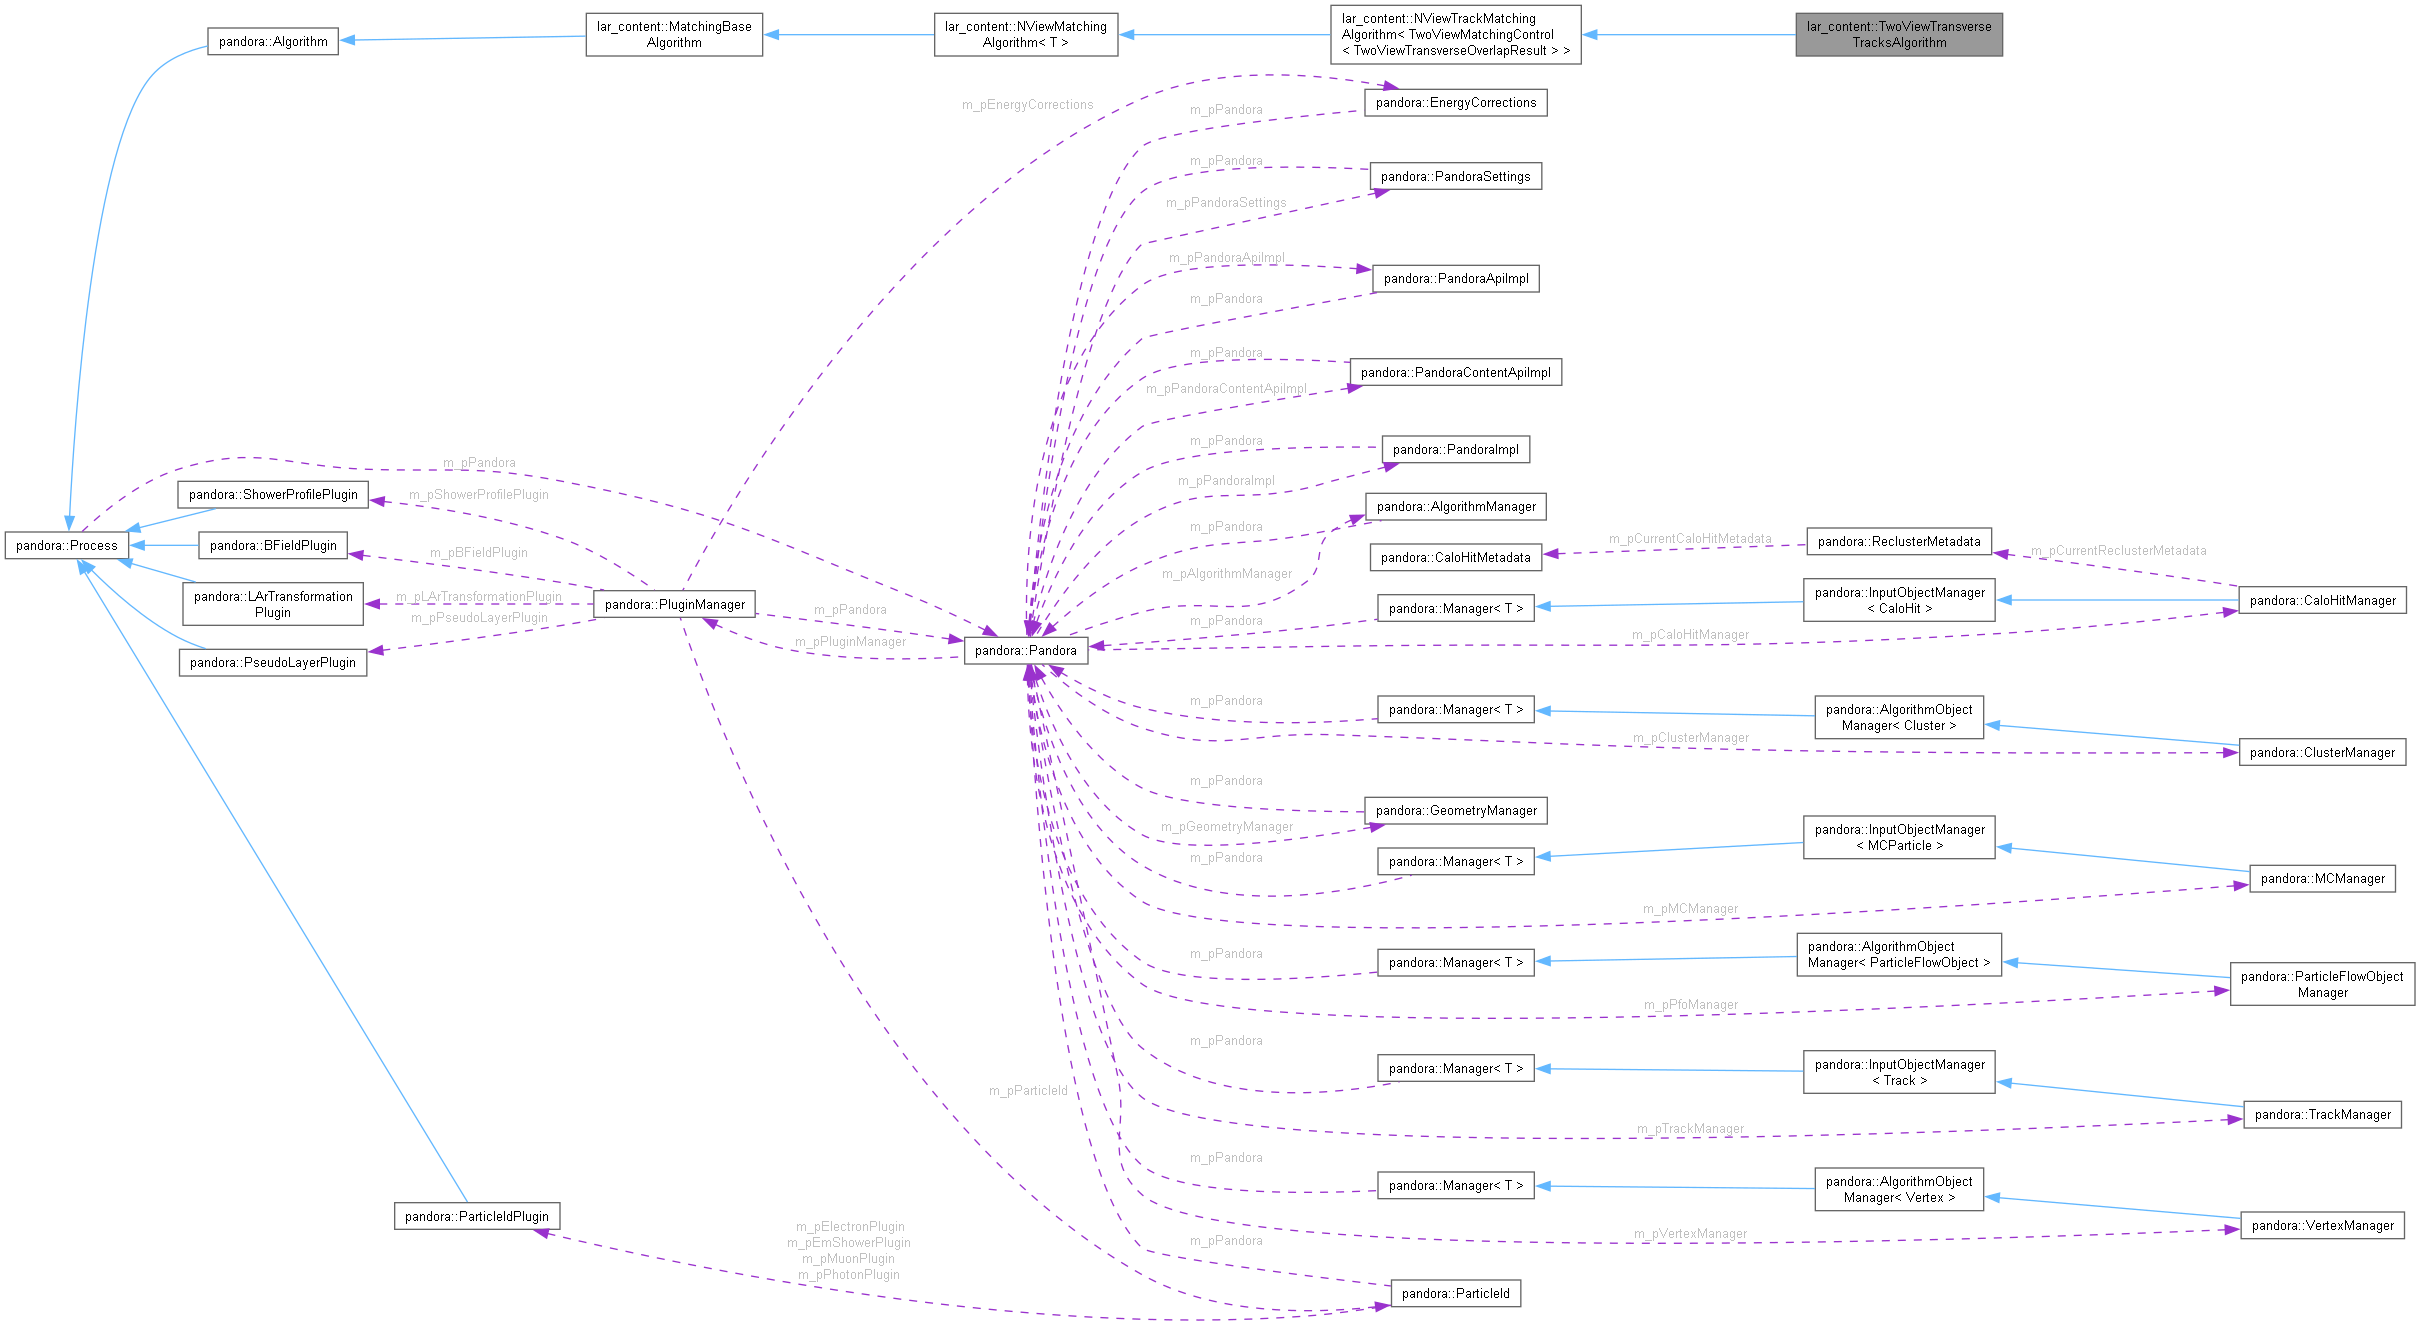 lar_content::TwoViewTransverse
TracksAlgorithm
lar_content::NViewTrackMatching
Algorithm< TwoViewMatchingControl
< TwoViewTransverseOverlapResult > >
lar_content::NViewMatching
Algorithm< T >
lar_content::MatchingBase
Algorithm
pandora::Algorithm
m_pEnergyCorrections
pandora::EnergyCorrections
m_pPandora
m_pPandora
pandora::PandoraSettings
m_pPandoraSettings
m_pPandoraApiImpl
pandora::PandoraApiImpl
m_pPandora
m_pPandora
pandora::PandoraContentApiImpl
m_pPandoraContentApiImpl
m_pPandora
pandora::PandoraImpl
m_pPandora
m_pPandoraImpl
pandora::ShowerProfilePlugin
m_pShowerProfilePlugin
pandora::AlgorithmManager
m_pPandora
pandora::Process
pandora::BFieldPlugin
m_pBFieldPlugin
pandora::CaloHitMetadata
m_pCurrentCaloHitMetadata
pandora::ReclusterMetadata
m_pCurrentReclusterMetadata
m_pAlgorithmManager
pandora::LArTransformation
Plugin
m_pLArTransformationPlugin
pandora::PluginManager
m_pPandora
pandora::Manager< T >
pandora::InputObjectManager
< CaloHit >
pandora::CaloHitManager
m_pPseudoLayerPlugin
m_pPandora
m_pPluginManager
m_pCaloHitManager
pandora::PseudoLayerPlugin
pandora::Pandora
m_pPandora
pandora::Manager< T >
pandora::AlgorithmObject
Manager< Cluster >
m_pClusterManager
pandora::ClusterManager
m_pPandora
pandora::GeometryManager
m_pGeometryManager
m_pPandora
pandora::Manager< T >
pandora::InputObjectManager
< MCParticle >
pandora::MCManager
m_pMCManager
m_pPandora
pandora::Manager< T >
pandora::AlgorithmObject
Manager< ParticleFlowObject >
pandora::ParticleFlowObject
Manager
m_pPfoManager
m_pPandora
pandora::Manager< T >
pandora::InputObjectManager
< Track >
pandora::TrackManager
m_pParticleId
m_pTrackManager
m_pPandora
pandora::Manager< T >
pandora::AlgorithmObject
Manager< Vertex >
pandora::VertexManager
m_pVertexManager
pandora::ParticleIdPlugin
m_pElectronPlugin
m_pEmShowerPlugin
m_pMuonPlugin
m_pPhotonPlugin
m_pPandora
pandora::ParticleId